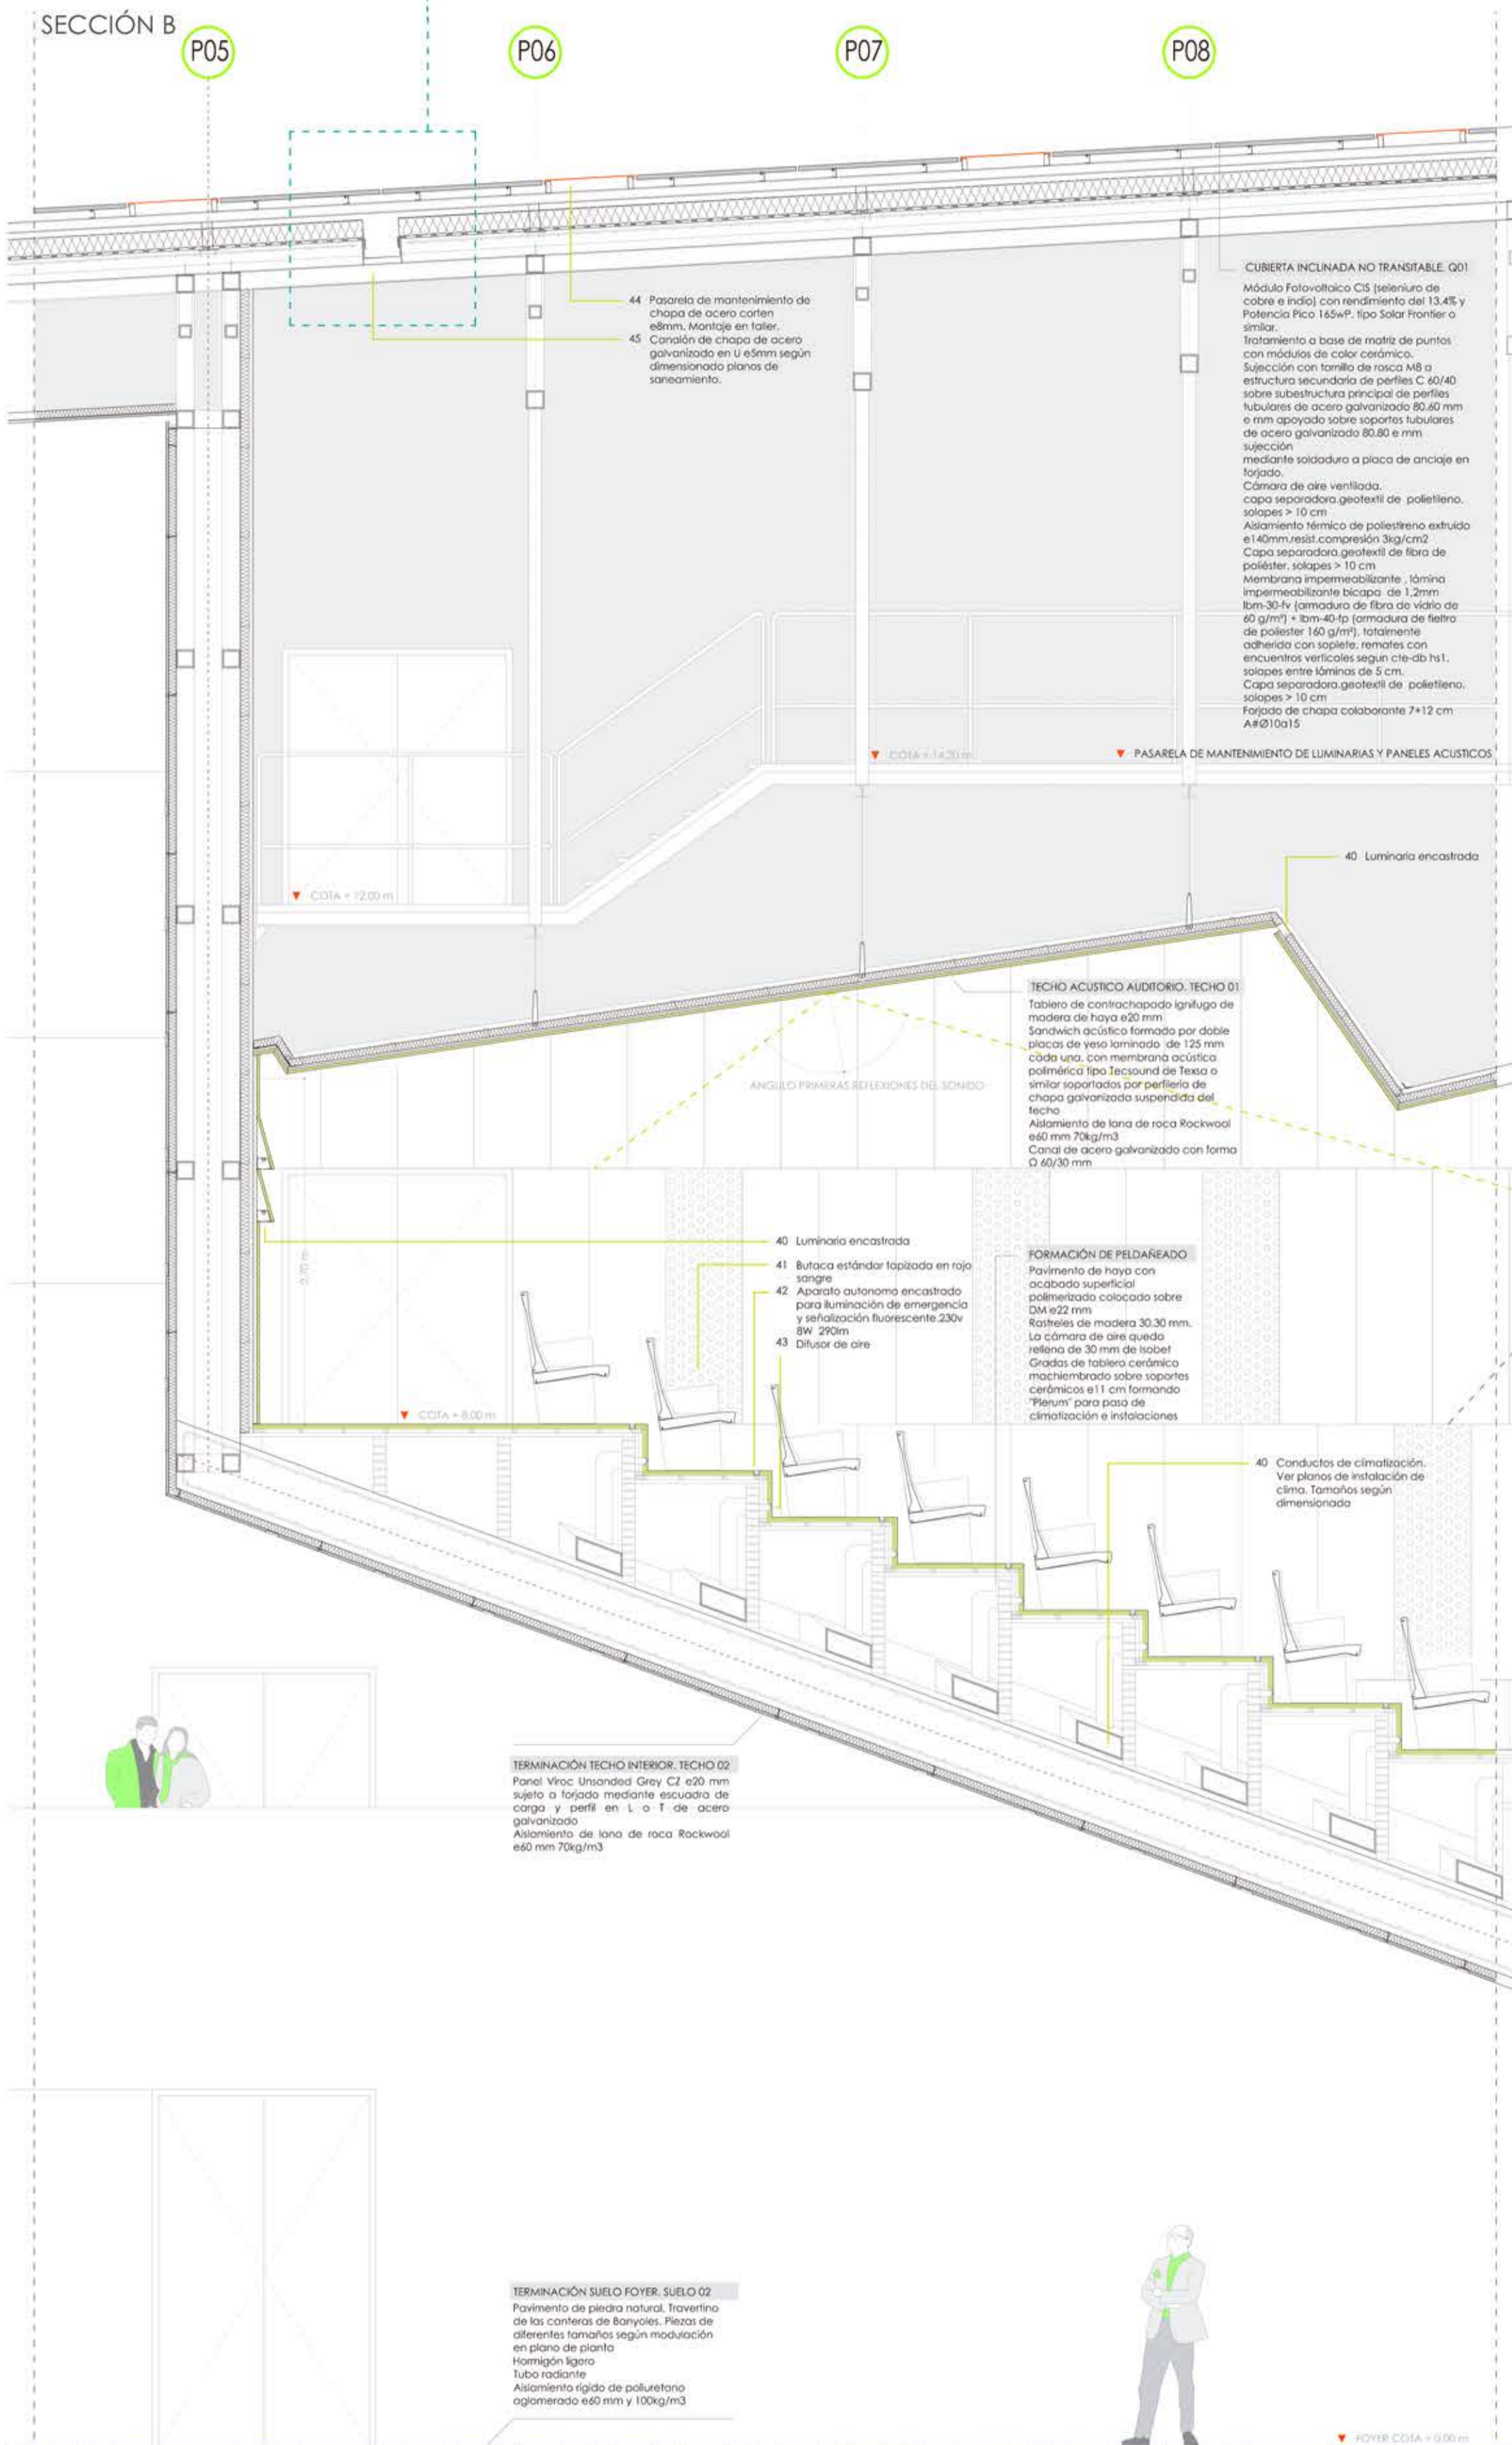 SECCIÓN B
P05
P06
P07
P08
44 Pasarela de mantenimiento de
chapa de acero corten
e8mm. Montaje en taller.
45 Canalón de chapa de acero
galvanizado en U e5mm según
dimensionado planos de
saneamiento.
CUBIERTA INCLINADA NO TRANSITABLE. Q01
Módulo Fotovoltaico CIS (seleniuro de
cobre e indio) con rendimiento del 13,4% y
Potencia Pico 165wP. tipo Solar Frontier o
similar.
Tratamiento a base de matriz de puntos
con módulos de color cerámico.
Sujección con tornillo de rosca M8 a
estructura secundaria de perfiles C 60/40
sobre subestructura principal de perfiles
tubulares de acero galvanizado 80.60 mm
e mm apoyado sobre soportes tubulares
de acero galvanizado 80.80 e mm
sujección
mediante soldadura a placa de anclaje en
forjado.
Cámara de aire ventilada.
capa separadora.geotextil de polietileno.
solapes > 10 cm
Aislamiento térmico de poliestireno extruido
e140mm.resist.compresión 3kg/cm2
Capa separadora.geotextil de fibra de
poliéster. solapes > 10 cm
Membrana impermeabilizante . lámina
impermeabilizante bicapa de 1,2mm
lbm-30-fv (armadura de fibra de vidrio de
60 g/m²) + lbm-40-fp (armadura de fieltro
de poliester 160 g/m²), totalmente
adherida con soplete, remates con
encuentros verticales segun cte-db hs1.
solapes entre láminas de 5 cm.
Capa separadora.geotextil de polietileno.
solapes > 10 cm
Forjado de chapa colaborante 7+12 cm
A#Ø10a15
COTA + 14,20 m
PASARELA DE MANTENIMIENTO DE LUMINARIAS Y PANELES ACUSTICOS
40 Luminaria encastrada
COTA + 12,00 m
TECHO ACUSTICO AUDITORIO. TECHO 01
Tablero de contrachapado ignifugo de
madera de haya e20 mm
Sandwich acústico formado por doble
placas de yeso laminado de 125 mm
cada una, con membrana acústica
polimérica tipo Tecsound de Texsa o
similar soportados por perfilería de
chapa galvanizada suspendida del
techo
Aislamiento de lana de roca Rockwool
e60 mm 70kg/m3
Canal de acero galvanizado con forma
Ω 60/30 mm
ANGULO PRIMERAS REFLEXIONES DEL SONIDO
2,70 m
40 Luminaria encastrada
41 Butaca estándar tapizada en rojo
sangre
42 Aparato autonomo encastrado
para iluminación de emergencia
y señalización fluorescente.230v
8W 290lm
43 Difusor de aire
FORMACIÓN DE PELDAÑEADO
Pavimento de haya con
acabado superficial
polimerizado colocado sobre
DM e22 mm
Rastreles de madera 30.30 mm.
La cámara de aire queda
rellena de 30 mm de Isobet
Gradas de tablero cerámico
machiembrado sobre soportes
cerámicos e11 cm formando
"Plerum" para paso de
climatización e instalaciones
COTA + 8,00 m
40 Conductos de climatización.
Ver planos de instalación de
clima. Tamaños según
dimensionada
TERMINACIÓN TECHO INTERIOR. TECHO 02
Panel Viroc Unsanded Grey CZ e20 mm
sujeto a forjado mediante escuadra de
carga y perfil en L o T de acero
galvanizado
Aislamiento de lana de roca Rockwool
e60 mm 70kg/m3
TERMINACIÓN SUELO FOYER. SUELO 02
Pavimento de piedra natural. Travertino
de las canteras de Banyoles. Piezas de
diferentes tamaños según modulación
en plano de planta
Hormigón ligero
Tubo radiante
Aislamiento rígido de poliuretano
aglomerado e60 mm y 100kg/m3
FOYER COTA + 0,00 m